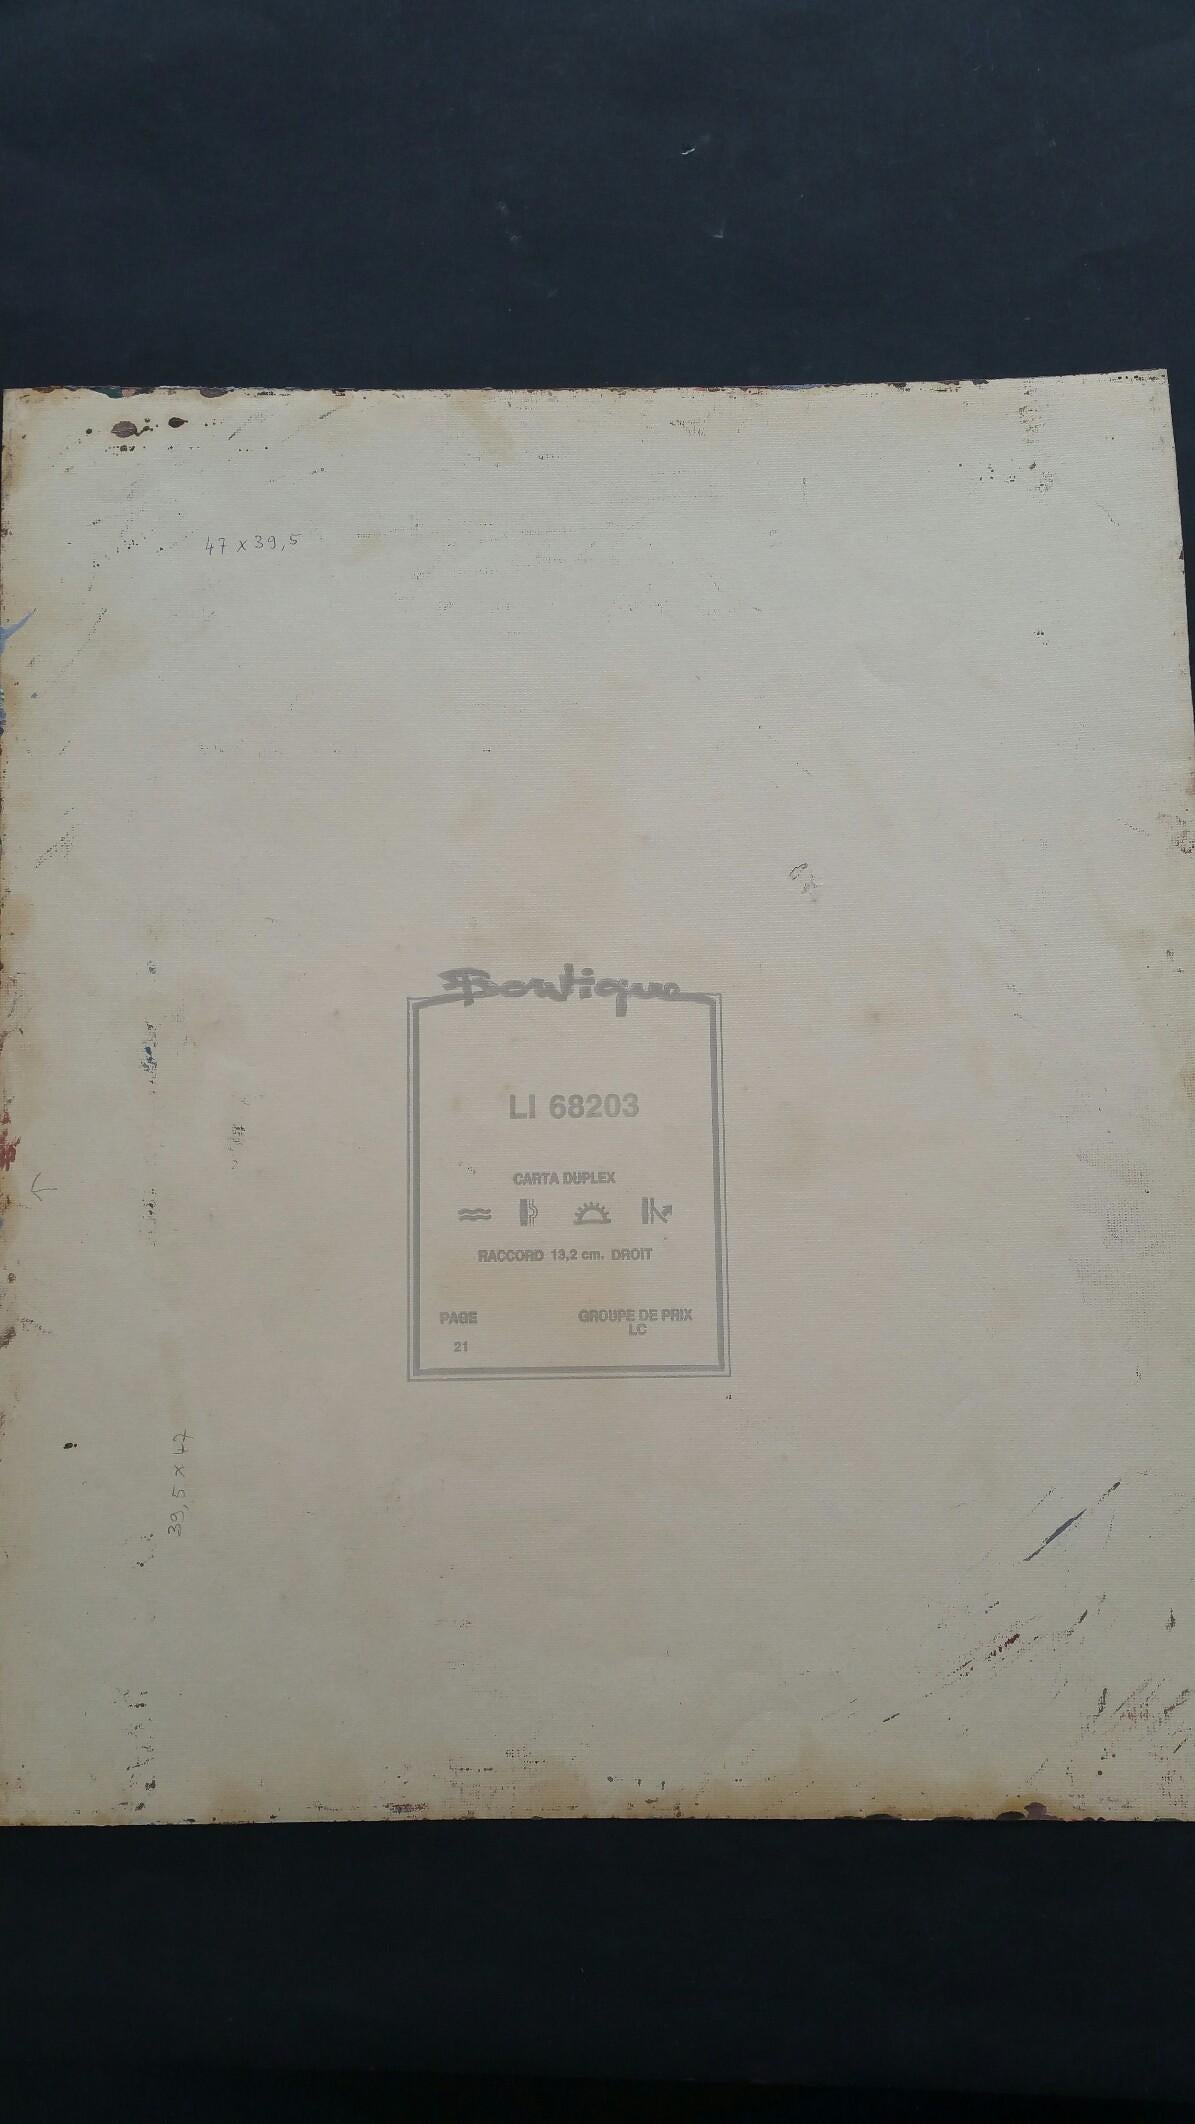 47 x 39,5
Boutique
LI 68203
CARTA DUPLEX
RACCORD 13,2 cm. DROIT
PAGE
21
GROUPE DE PRIX
LC
39,5 x 47